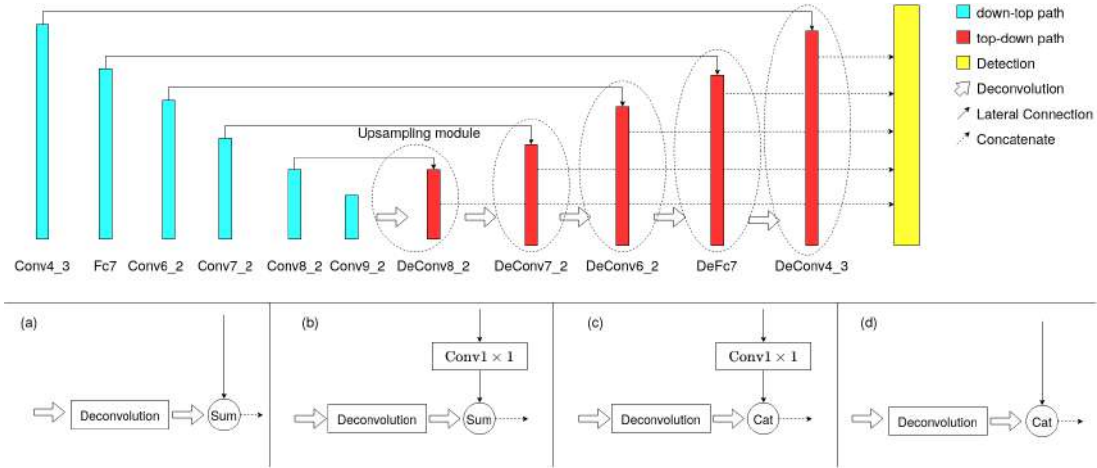 down-top path
top-down path
Detection
Deconvolution
Lateral Connection
Concatenate
Upsampling module
Conv4_3 Fc7 Conv6_2 Conv7_2 Conv8_2 Conv9_2 DeConv8_2 DeConv7_2 DeConv6_2 DeFc7 DeConv4_3
(a) (b) (c) (d)
Conv1 × 1 Conv1 × 1
Deconvolution Sum Deconvolution Sum Deconvolution Cat Deconvolution Cat